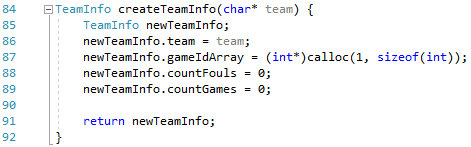 84 TeamInfo createTeamInfo(char* team) {
85 TeamInfo newTeamInfo;
86 newTeamInfo.team = team;
87 newTeamInfo.gameIdArray = (int*)calloc(1, sizeof(int));
88 newTeamInfo.countFouls = 0;
89 newTeamInfo.countGames = 0;
90
91 return newTeamInfo;
92 }